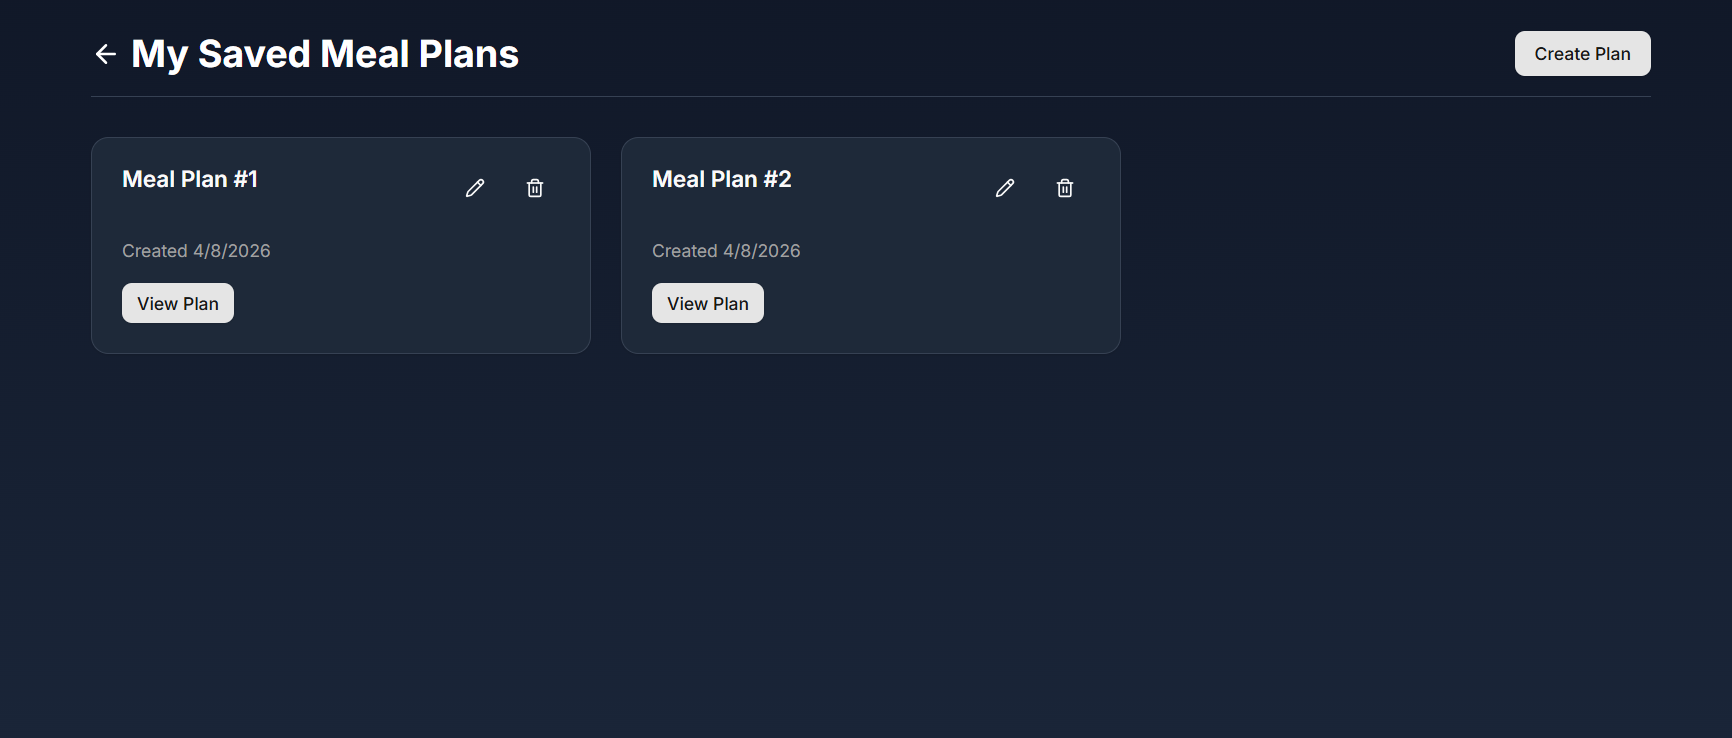 My Saved Meal Plans
Create Plan
Meal Plan #1
Created 4/8/2026
View Plan
Meal Plan #2
Created 4/8/2026
View Plan